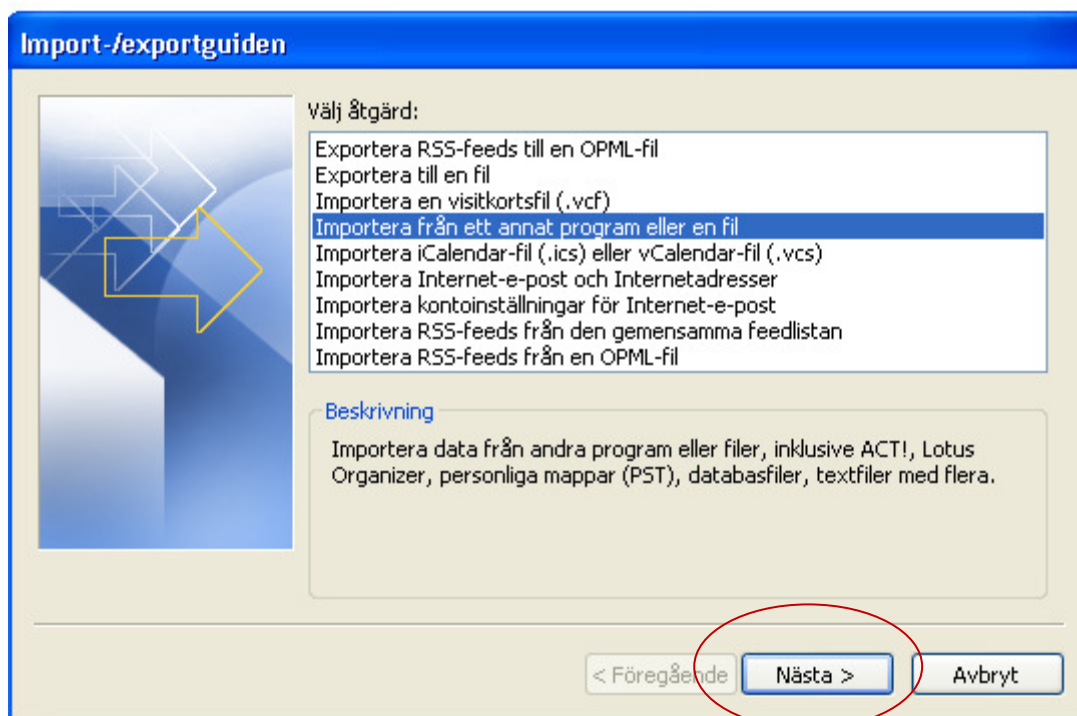 Import-/exportguiden
Välj åtgärd:
Exportera RSS-feeds till en OPML-fil
Exportera till en fil
Importera en visitkortsfil (.vcf)
Importera från ett annat program eller en fil
Importera iCalendar-fil (.ics) eller vCalendar-fil (.vcs)
Importera Internet-e-post och Internetadresser
Importera kontoinställningar för Internet-e-post
Importera RSS-feeds från den gemensamma feedlistan
Importera RSS-feeds från en OPML-fil
Beskrivning
Importera data från andra program eller filer, inklusive ACT!, Lotus
Organizer, personliga mappar (PST), databasfiler, textfiler med flera.
< Föregående Nästa > Avbryt